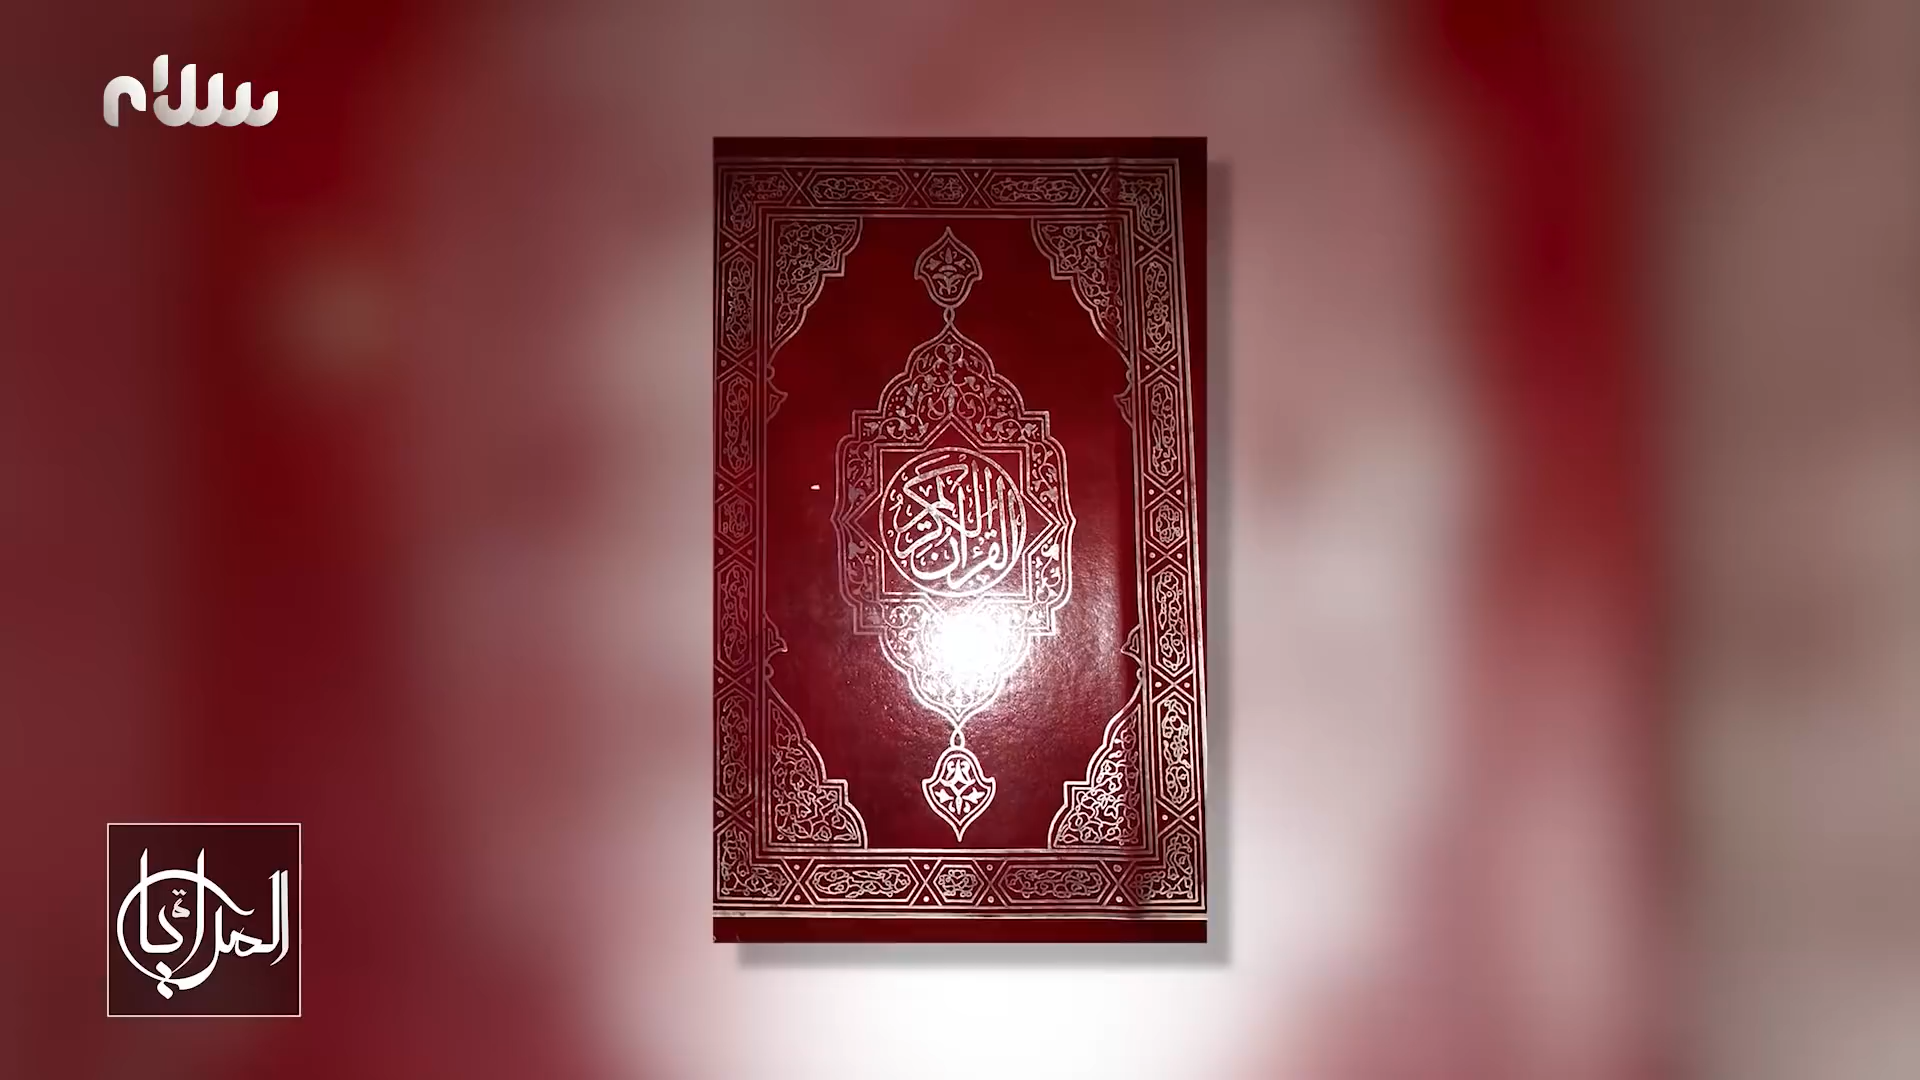 سلام
القرآن الكريم
المرايا